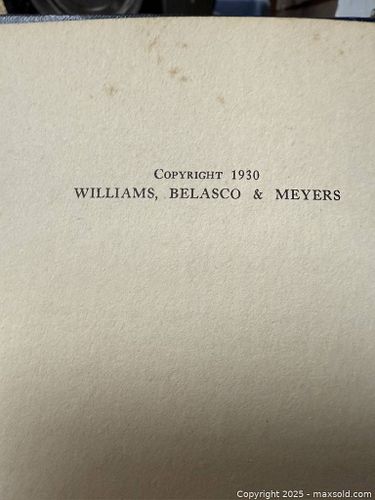 Copyright 1930
WILLIAMS, BELASCO & MEYERS
Copyright 2025 - maxsold.com